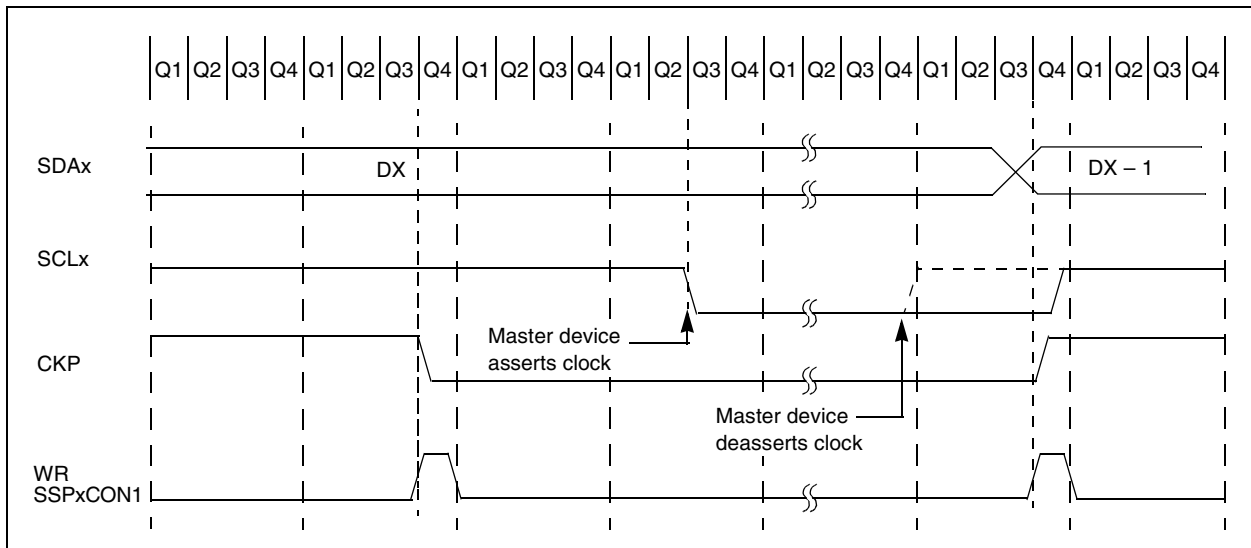 Q1 Q2 Q3 Q4 Q1 Q2 Q3 Q4 Q1 Q2 Q3 Q4 Q1 Q2 Q3 Q4 Q1 Q2 Q3 Q4 Q1 Q2 Q3 Q4 Q1 Q2 Q3 Q4
SDAx
DX
DX – 1
SCLx
Master device
asserts clock
CKP
Master device
deasserts clock
WR
SSPxCON1